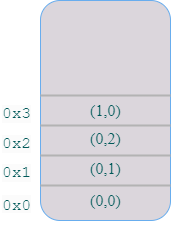 0x3 (1,0)
0x2 (0,2)
0x1 (0,1)
0x0 (0,0)